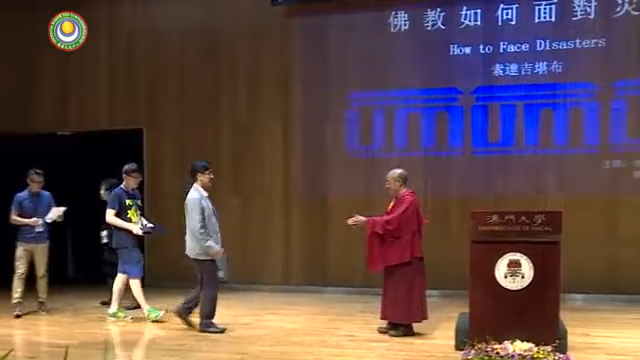 佛教如何面對災
How to Face Disasters
索達吉堪布
umum
澳門大學
UNIVERSIDADE DE MACAU